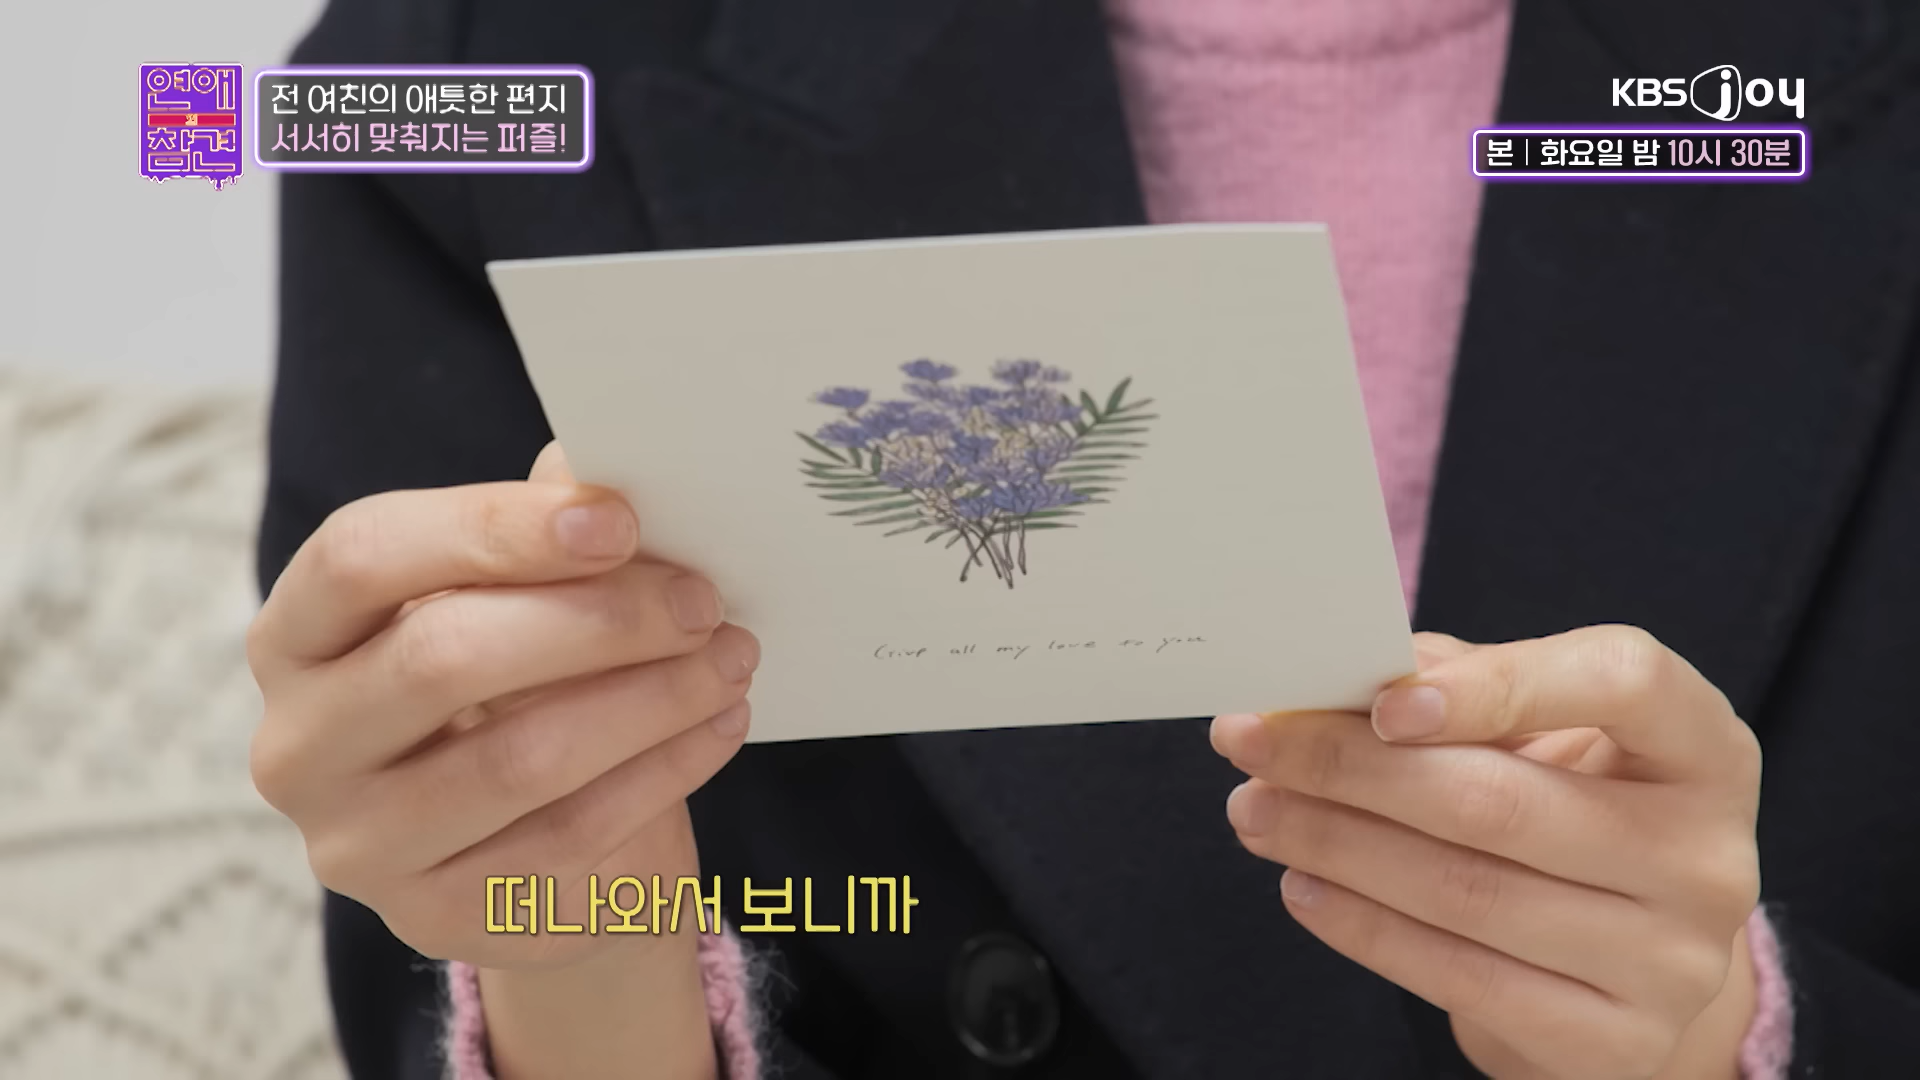 연애의 참견
전 여친의 애틋한 편지
서서히 맞춰지는 퍼즐!
KBS joy
본 | 화요일 밤 10시 30분
Give all my love to you
떠나와서 보니까